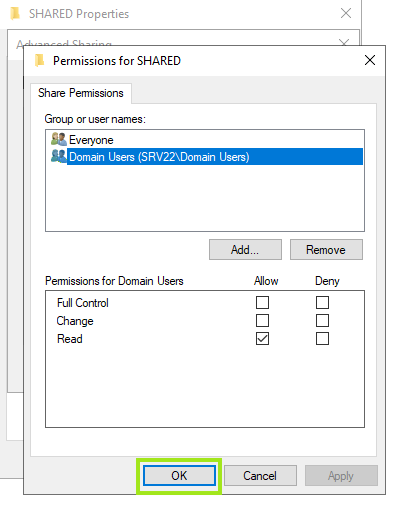 SHARED Properties
Advanced Sharing
Permissions for SHARED
Share Permissions
Group or user names:
Everyone
Domain Users (SRV22\Domain Users)
Add... Remove
Permissions for Domain Users Allow Deny
Full Control
Change
Read
OK Cancel Apply